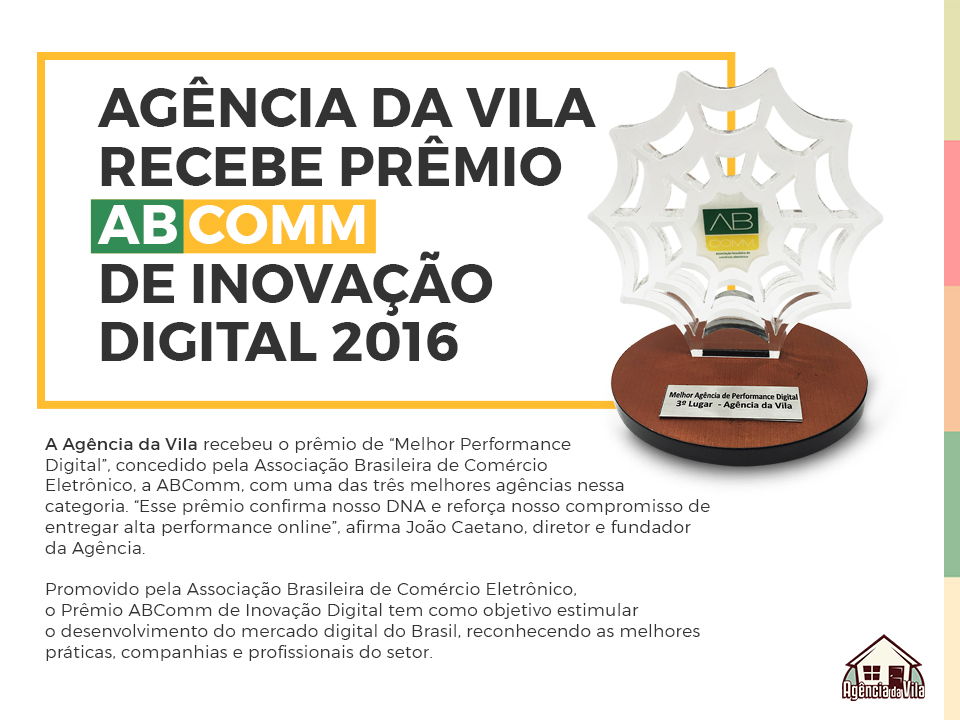 AGÊNCIA DA VILA
RECEBE PRÊMIO
ABCOMM
DE INOVAÇÃO
DIGITAL 2016
AB
COMM
associação brasileira de
comércio eletrônico
Melhor Agência de Performance Digital
3º Lugar - Agência da Vila
A Agência da Vila recebeu o prêmio de “Melhor Performance
Digital”, concedido pela Associação Brasileira de Comércio
Eletrônico, a ABComm, com uma das três melhores agências nessa
categoria. “Esse prêmio confirma nosso DNA e reforça nosso compromisso de
entregar alta performance online”, afirma João Caetano, diretor e fundador
da Agência.
Promovido pela Associação Brasileira de Comércio Eletrônico,
o Prêmio ABComm de Inovação Digital tem como objetivo estimular
o desenvolvimento do mercado digital do Brasil, reconhecendo as melhores
práticas, companhias e profissionais do setor.
Agência da Vila